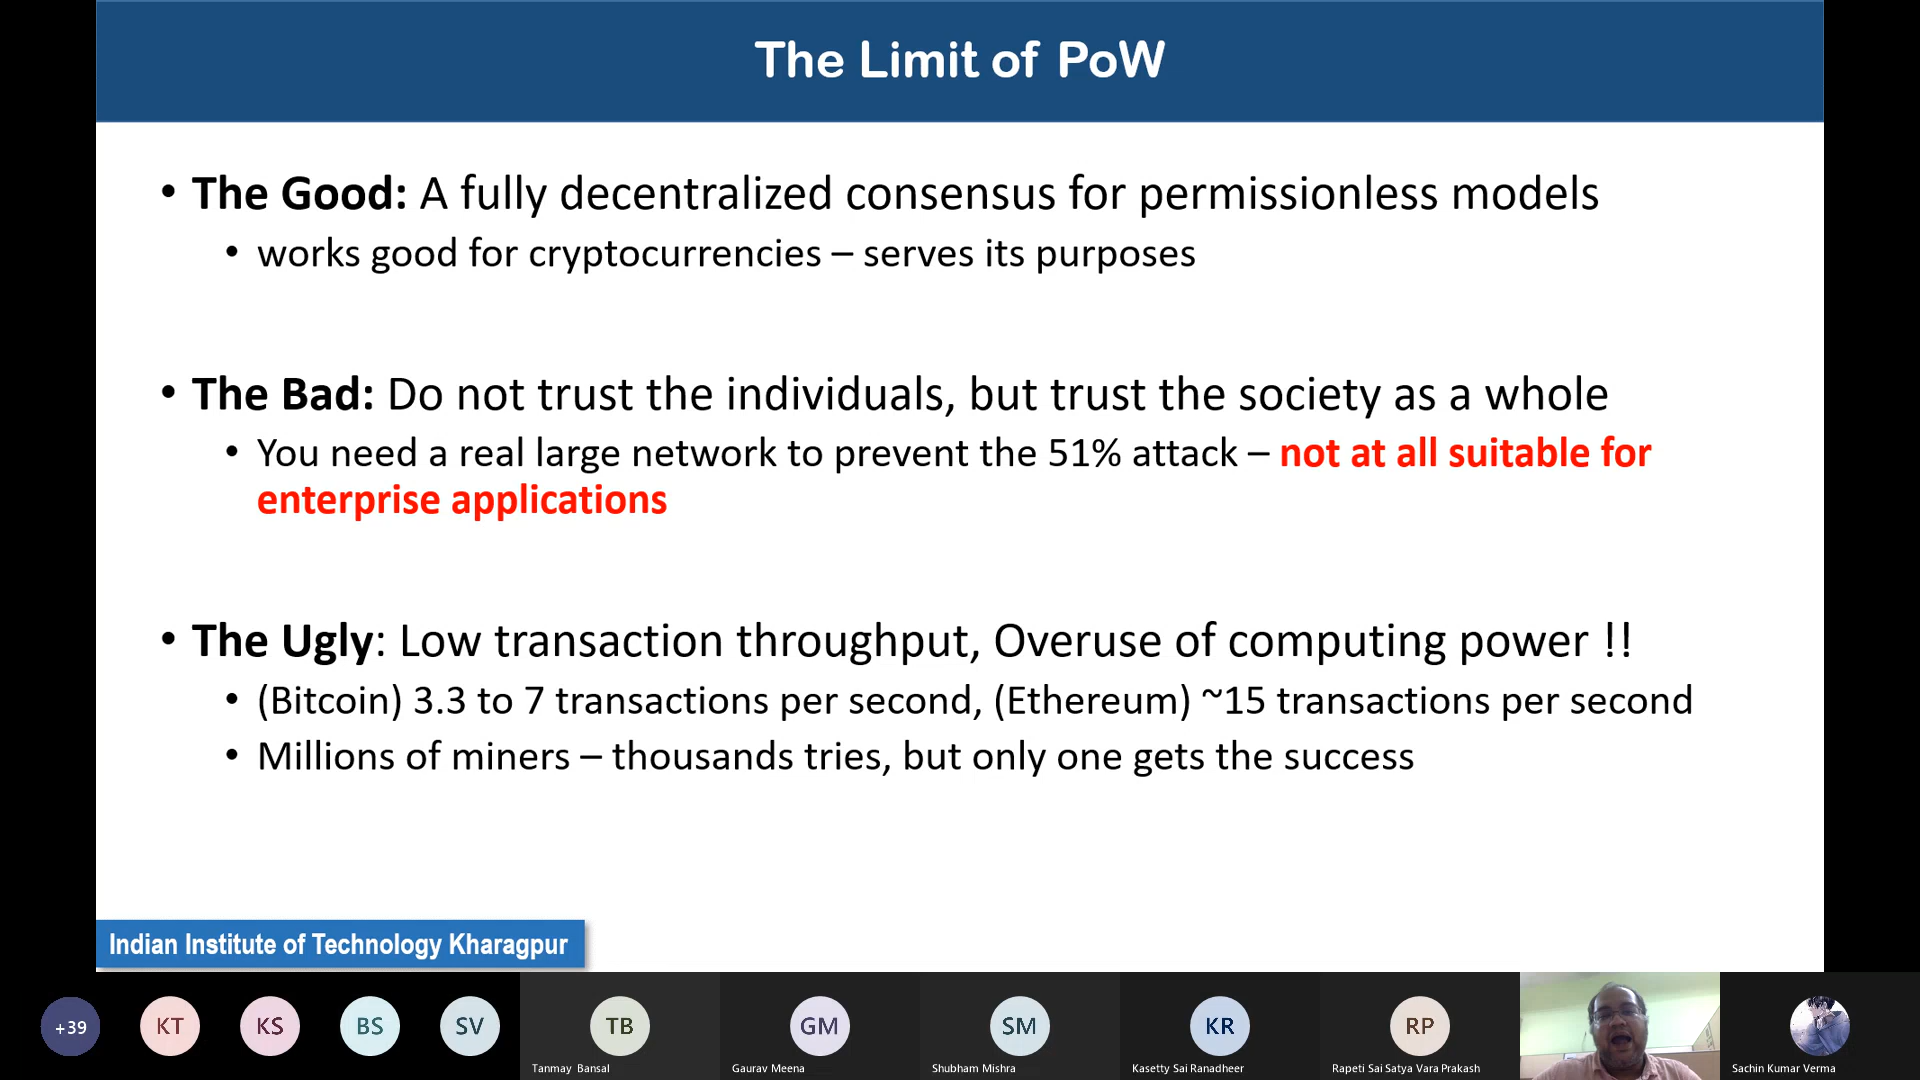 The Limit of PoW
• The Good: A fully decentralized consensus for permissionless models
• works good for cryptocurrencies – serves its purposes
• The Bad: Do not trust the individuals, but trust the society as a whole
• You need a real large network to prevent the 51% attack – not at all suitable for
enterprise applications
• The Ugly: Low transaction throughput, Overuse of computing power !!
• (Bitcoin) 3.3 to 7 transactions per second, (Ethereum) ~15 transactions per second
• Millions of miners – thousands tries, but only one gets the success
Indian Institute of Technology Kharagpur
+39 KT KS BS SV TB GM SM KR RP
Tanmay Bansal Gaurav Meena Shubham Mishra Kasetty Sai Ranadheer Rapeti Sai Satya Vara Prakash Sachin Kumar Verma